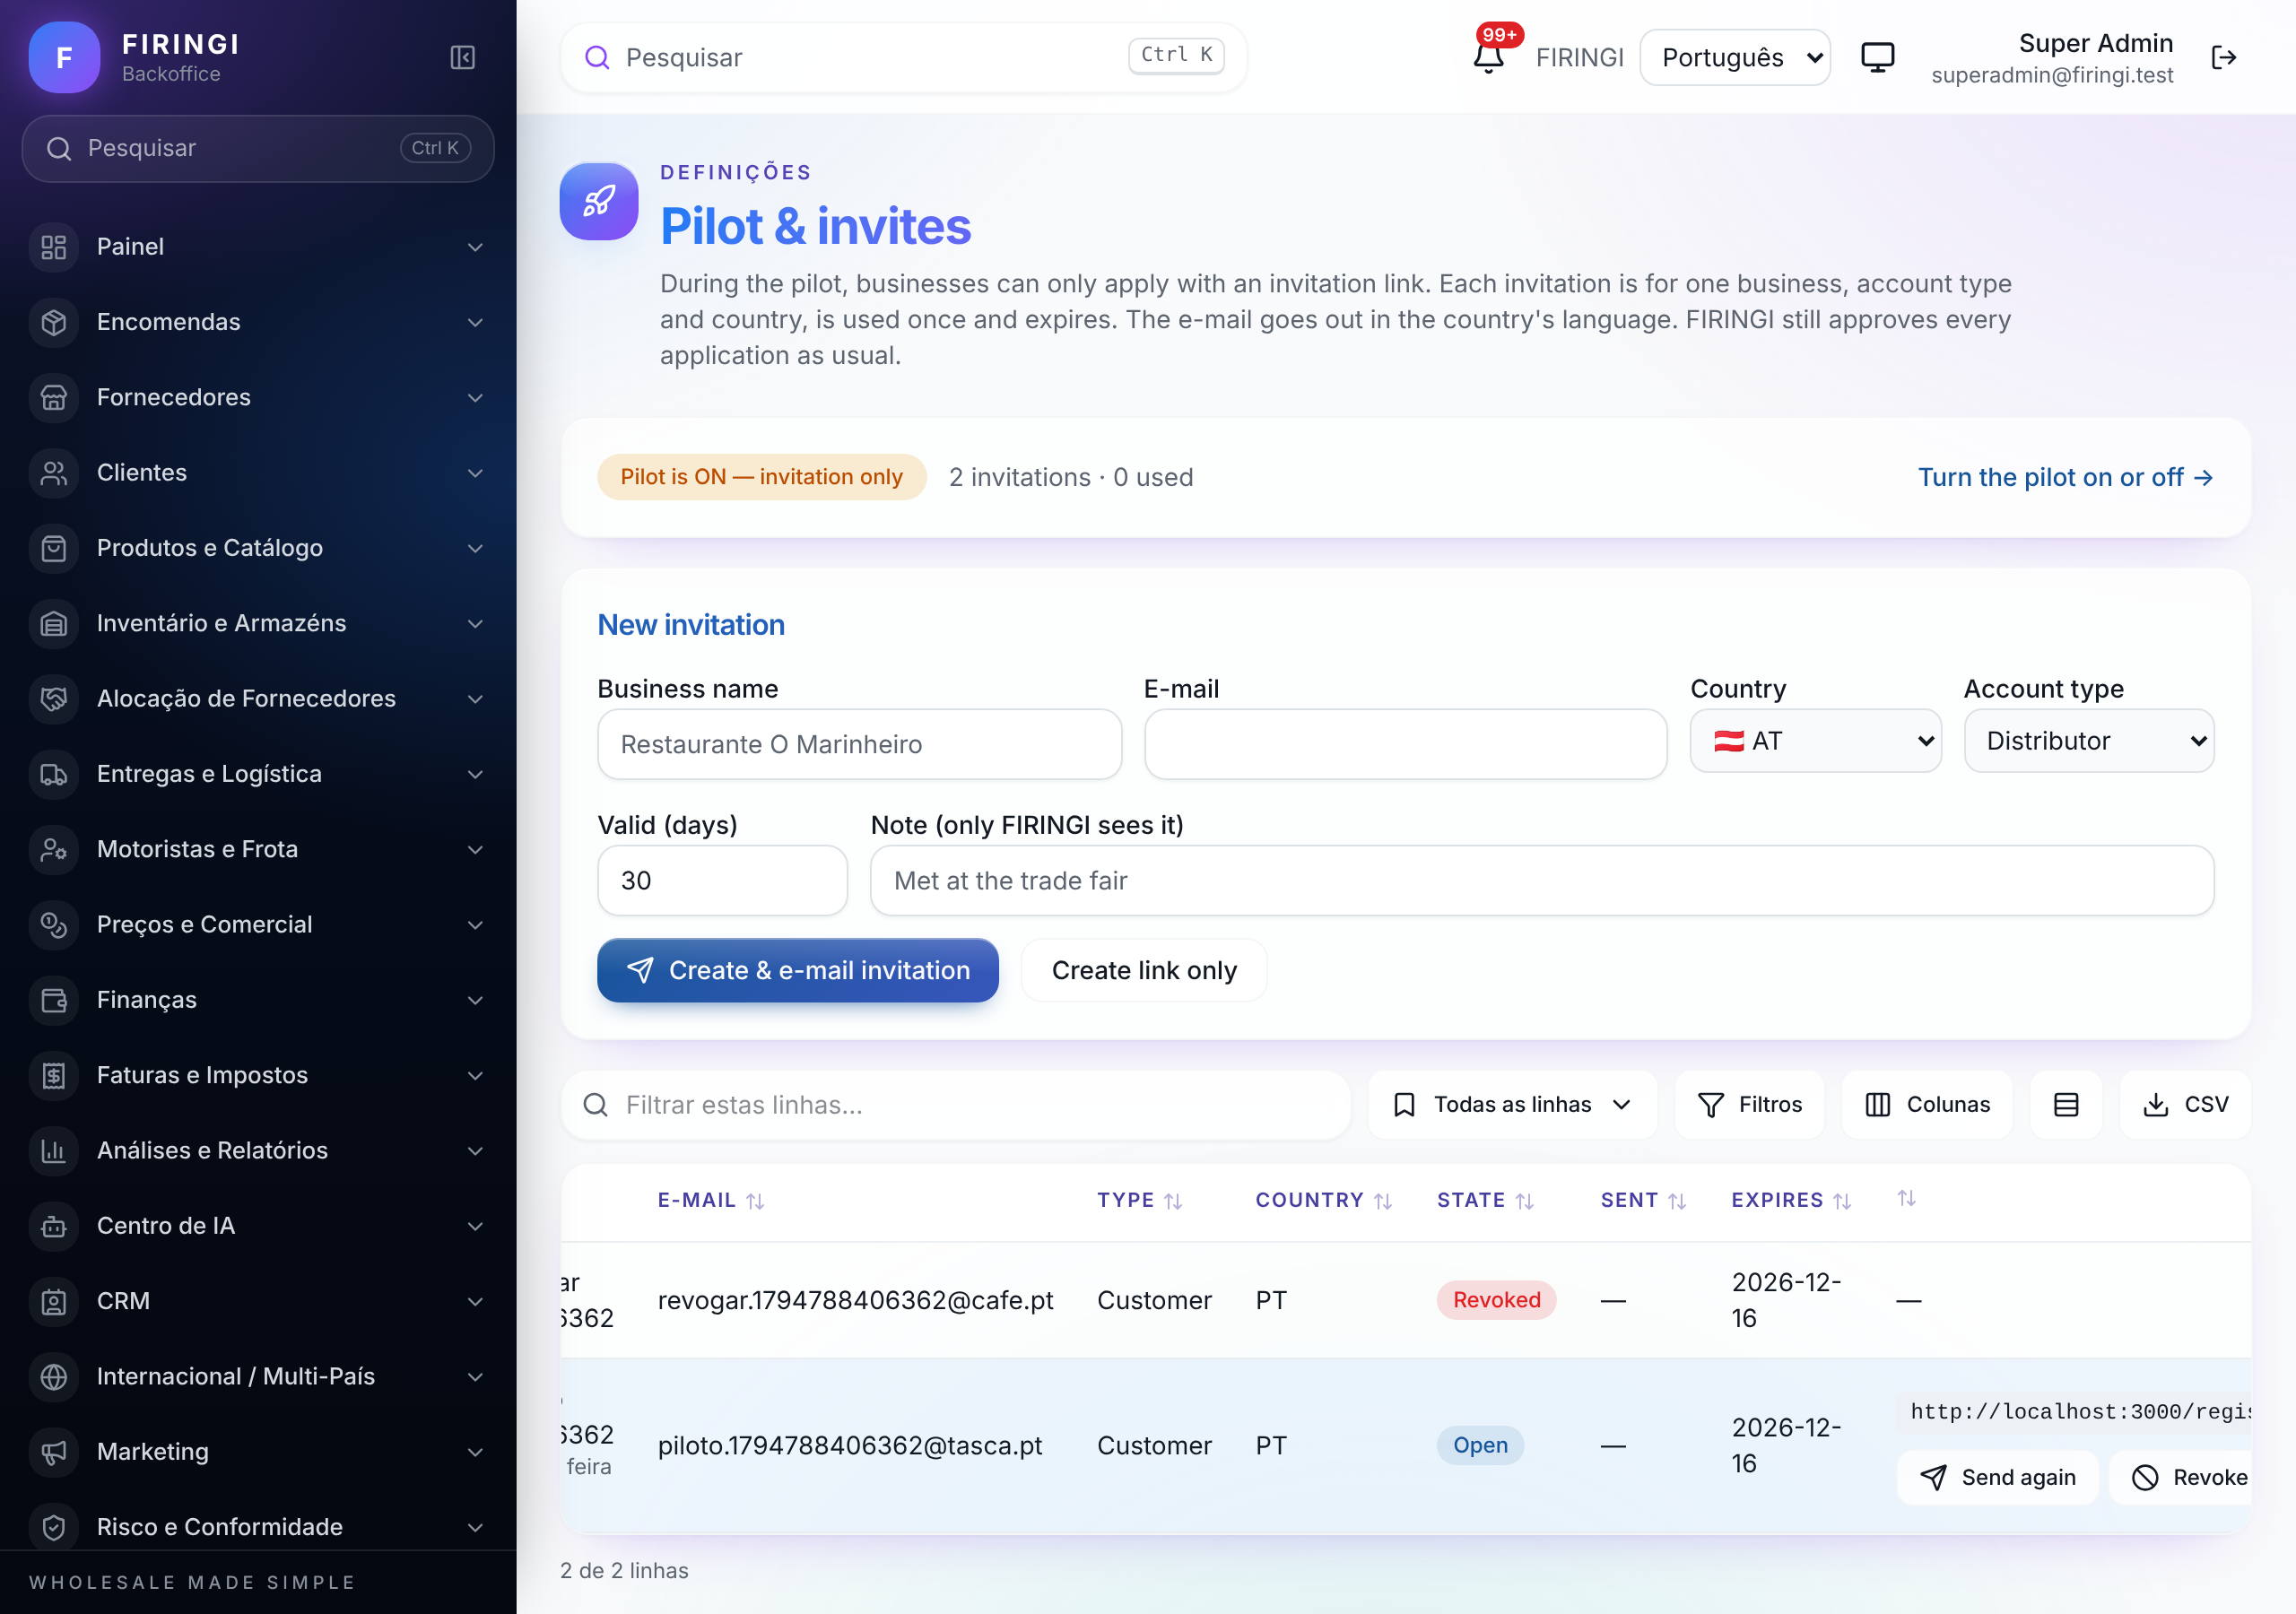 F
FIRINGI
Backoffice
Pesquisar
Ctrl K
Painel
Encomendas
Fornecedores
Clientes
Produtos e Catálogo
Inventário e Armazéns
Alocação de Fornecedores
Entregas e Logística
Motoristas e Frota
Preços e Comercial
Finanças
Faturas e Impostos
Análises e Relatórios
Centro de IA
CRM
Internacional / Multi-País
Marketing
Risco e Conformidade
WHOLESALE MADE SIMPLE
Pesquisar
Ctrl K
99+
FIRINGI
Português
Super Admin
superadmin@firingi.test
DEFINIÇÕES
Pilot & invites
During the pilot, businesses can only apply with an invitation link. Each invitation is for one business, account type
and country, is used once and expires. The e-mail goes out in the country's language. FIRINGI still approves every
application as usual.
Pilot is ON — invitation only
2 invitations · 0 used
Turn the pilot on or off →
New invitation
Business name
E-mail
Country
Account type
Restaurante O Marinheiro
🇦🇹 AT
Distributor
Valid (days)
Note (only FIRINGI sees it)
30
Met at the trade fair
Create & e-mail invitation
Create link only
Filtrar estas linhas...
Todas as linhas
Filtros
Colunas
CSV
E-MAIL
TYPE
COUNTRY
STATE
SENT
EXPIRES
ar
6362
revogar.1794788406362@cafe.pt
Customer
PT
Revoked
—
2026-12-
16
—
6362
feira
piloto.1794788406362@tasca.pt
Customer
PT
Open
—
2026-12-
16
http://localhost:3000/regis
Send again
Revoke
2 de 2 linhas